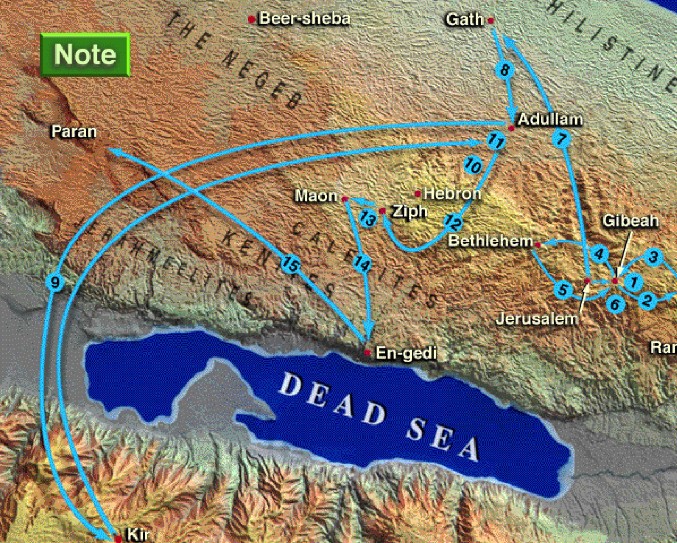 Beer-sheba
Gath
PHILISTINE
Note
THE NEGEB
8
Paran
Adullam
7
11
10
Maon
Hebron
13
Ziph
12
Gibeah
Bethlehem
JERAHMEELITES
KENITES
CALEBITES
4
3
9
15
14
5
1
6
2
Jerusalem
Ram
En-gedi
DEAD SEA
Kir